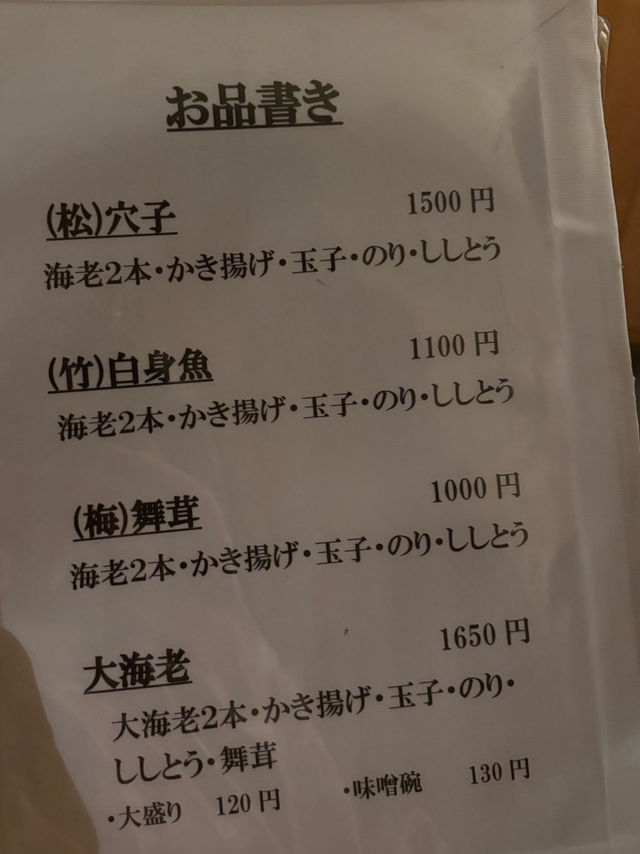 お品書き
(松)穴子 1500円
海老2本・かき揚げ・玉子・のり・ししとう
(竹)白身魚 1100円
海老2本・かき揚げ・玉子・のり・ししとう
(梅)舞茸 1000円
海老2本・かき揚げ・玉子・のり・ししとう
大海老 1650円
大海老2本・かき揚げ・玉子・のり・
ししとう・舞茸
・大盛り 120円 ・味噌碗 130円